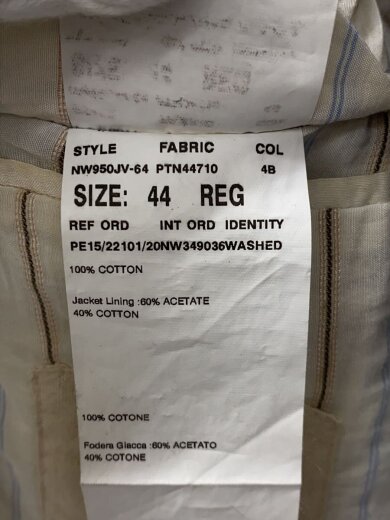 STYLE FABRIC COL
NW950JV-64 PTN44710 4B
SIZE: 44 REG
REF ORD INT ORD IDENTITY
PE15/22101/20NW349036WASHED
100% COTTON
Jacket Lining :60% ACETATE
40% COTTON
100% COTONE
Fodera Giacca :60% ACETATO
40% COTONE